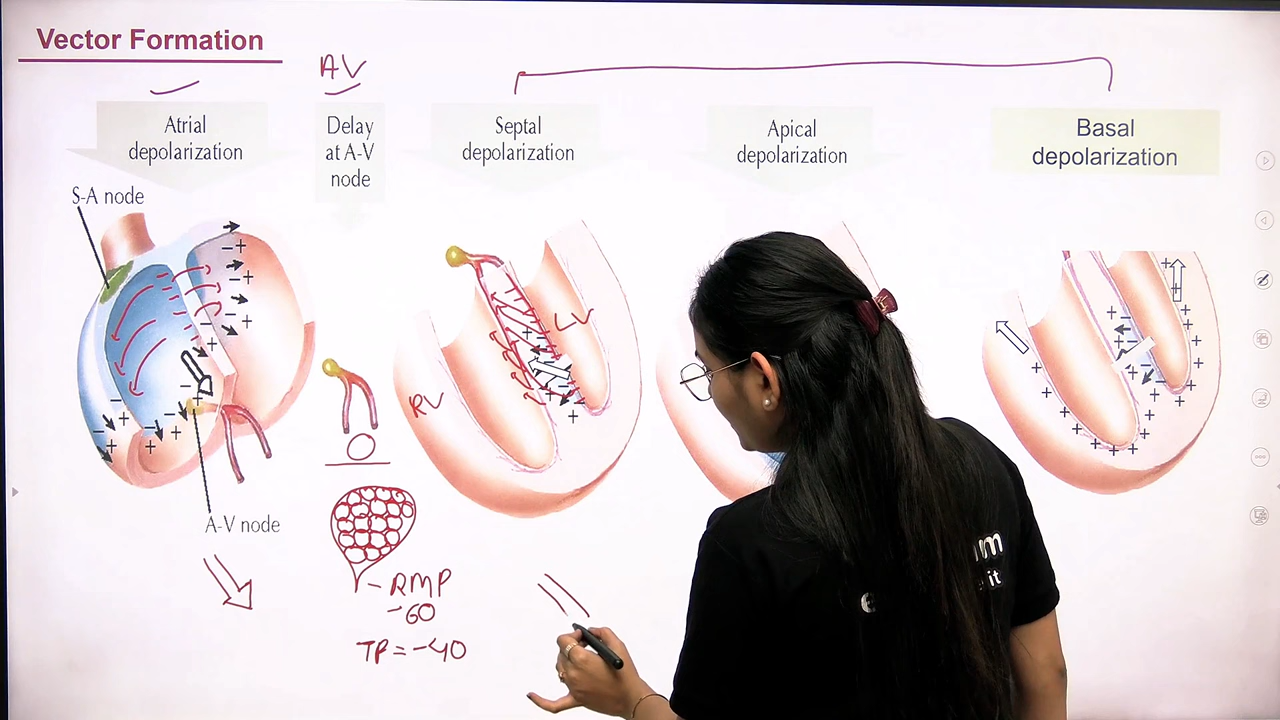 Vector Formation
AV
Atrial
depolarization
Delay
at A-V
node
Septal
depolarization
Apical
depolarization
Basal
depolarization
S-A node
LV
RV
O
A-V node
- RMP
-60
TP = -40
it